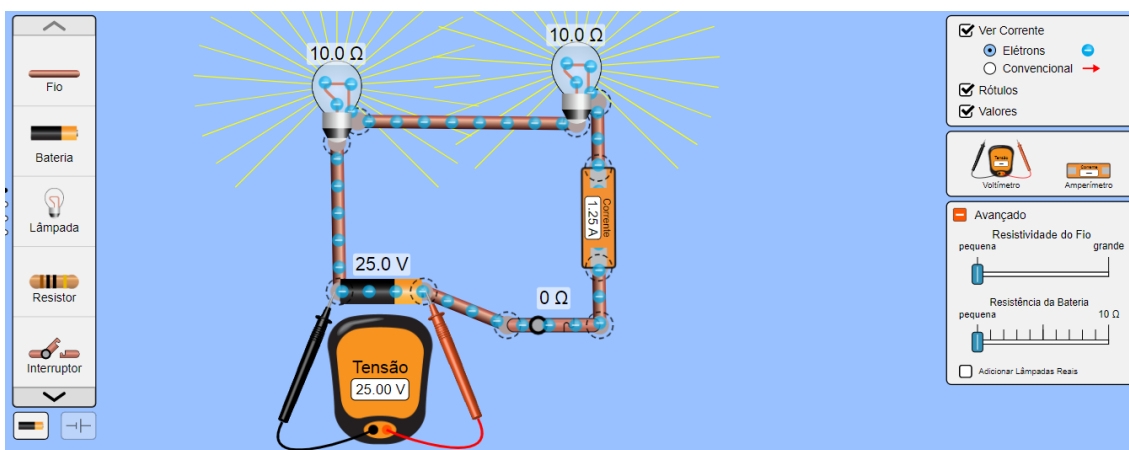 Fio
Bateria
Lâmpada
Resistor
Interruptor
10.0 Ω
10.0 Ω
Corrente
1.25 A
25.0 V
0 Ω
Tensão
25.00 V
Ver Corrente
Elétrons
Convencional
Rótulos
Valores
Tensão
Voltímetro
Corrente
Amperímetro
Avançado
Resistividade do Fio
pequena grande
Resistência da Bateria
pequena 10 Ω
Adicionar Lâmpadas Reais